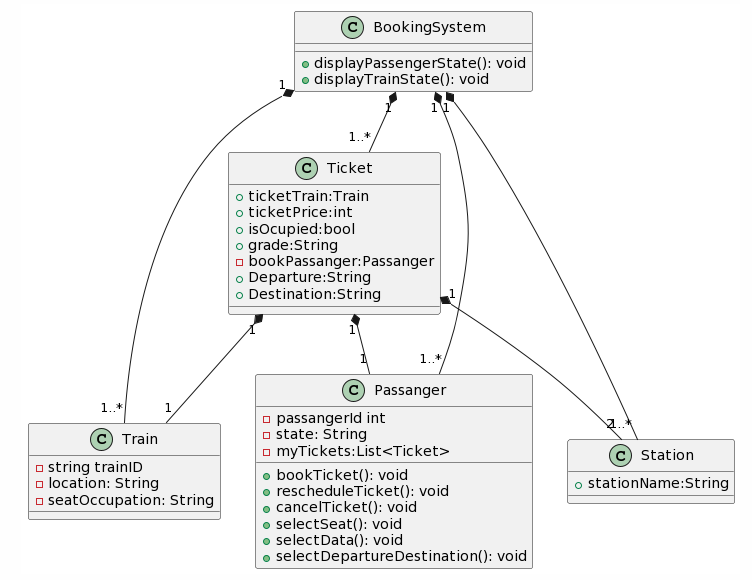 C BookingSystem
displayPassengerState(): void
displayTrainState(): void
1
1
1
1
1..*
C Ticket
ticketTrain:Train
ticketPrice:int
isOcupied:bool
grade:String
bookPassanger:Passanger
Departure:String
Destination:String
1
1
1
1..*
1
1
1..*
C Passanger
passangerId int
state: String
myTickets:List<Ticket>
bookTicket(): void
rescheduleTicket(): void
cancelTicket(): void
selectSeat(): void
selectData(): void
selectDepartureDestination(): void
C Train
string trainID
location: String
seatOccupation: String
2
1..*
C Station
stationName:String